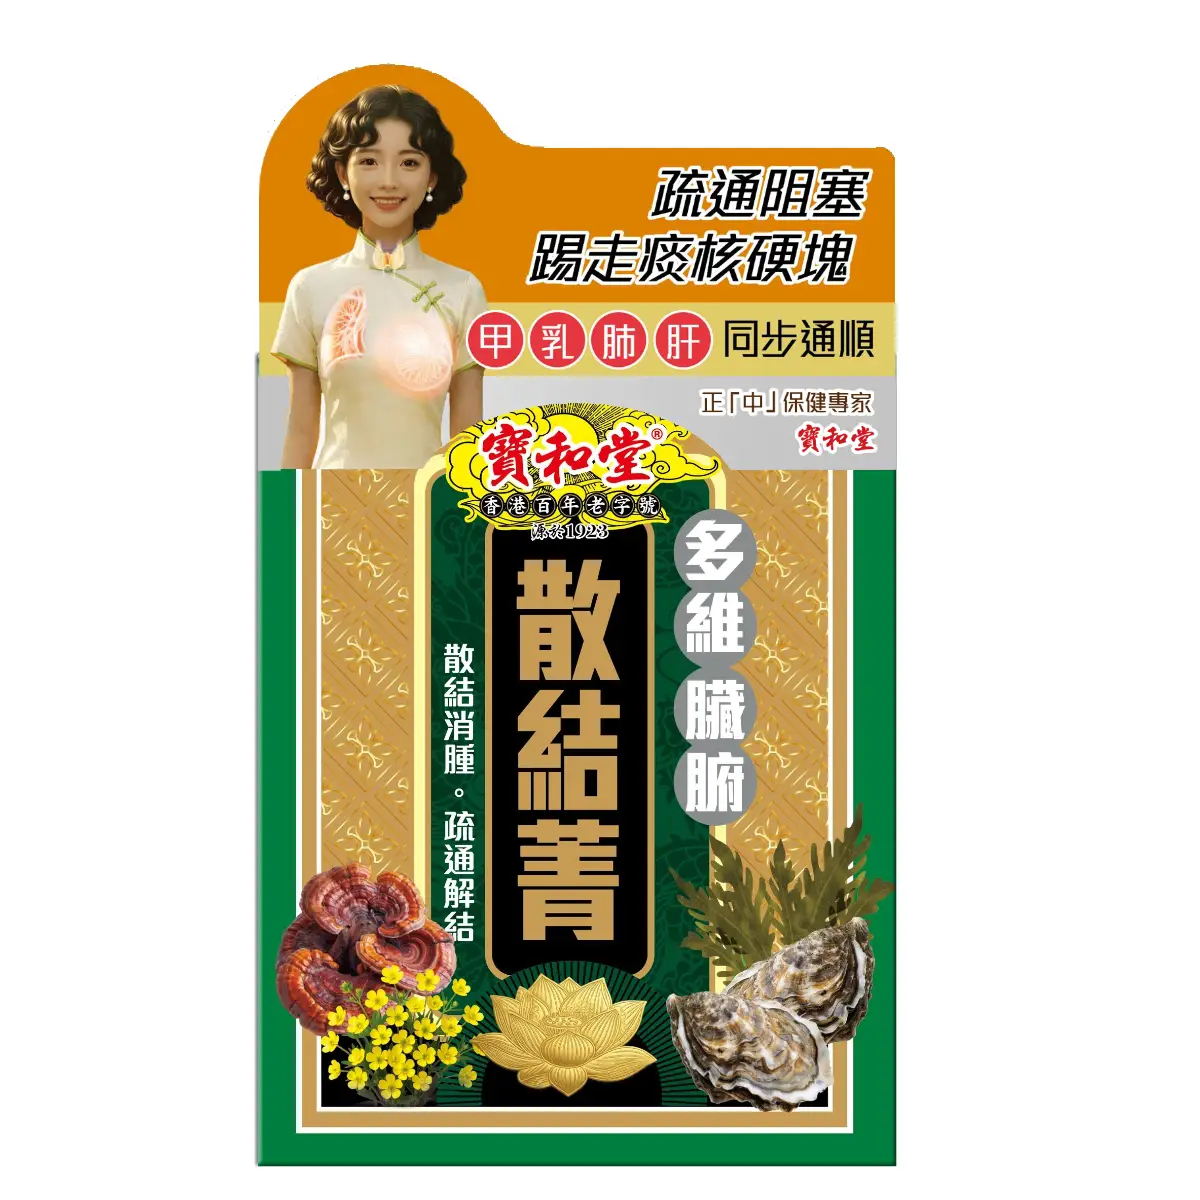 疏通阻塞
踢走痰核硬塊
甲乳肺肝同步通順
正「中」保健專家
寶和堂
寶和堂®
香港百年老字號
源於1923
多維臟腑
散結菁
散結消腫。疏通解結